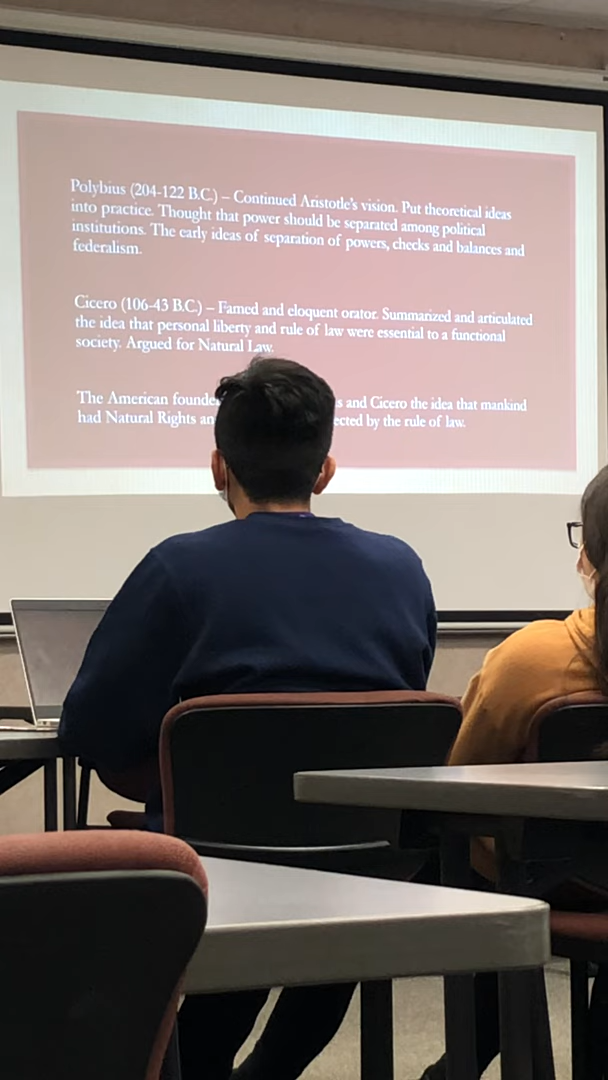 Polybius (204-122 B.C.) – Continued Aristotle's vision. Put theoretical ideas
into practice. Thought that power should be separated among political
institutions. The early ideas of separation of powers, checks and balances and
federalism.
Cicero (106-43 B.C.) – Famed and eloquent orator. Summarized and articulated
the idea that personal liberty and rule of law were essential to a functional
society. Argued for Natural Law.
The American and Cicero the idea that mankind
had Natural Rights by the rule of law.